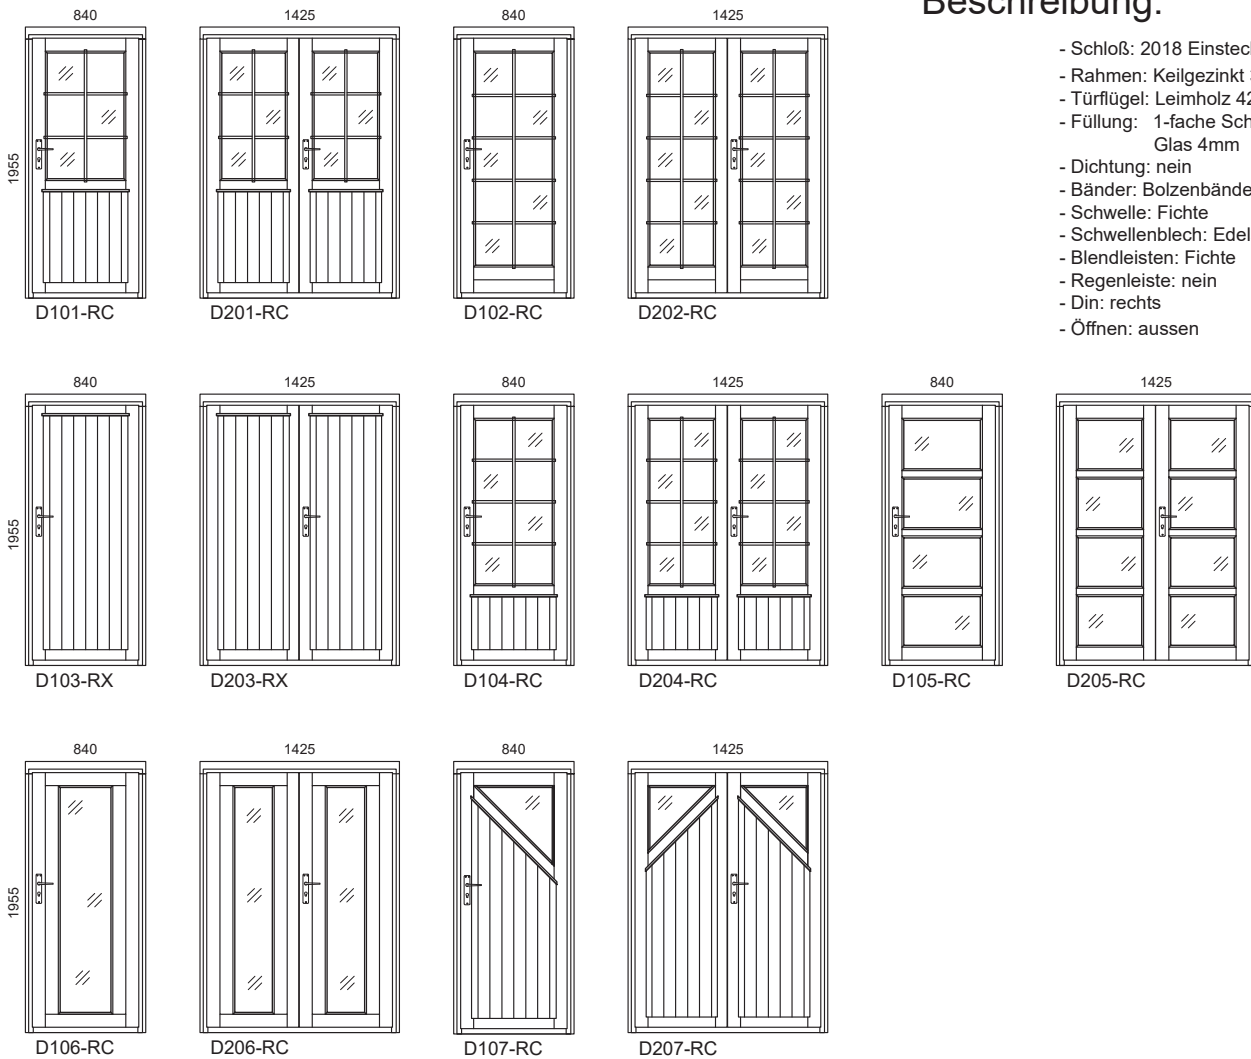 Beschreibung:
- Schloß: 2018 Einsteck
- Rahmen: Keilgezinkt
- Türflügel: Leimholz 42
- Füllung: 1-fache Sch
Glas 4mm
- Dichtung: nein
- Bänder: Bolzenbände
- Schwelle: Fichte
- Schwellenblech: Edel
- Blendleisten: Fichte
- Regenleiste: nein
- Din: rechts
- Öffnen: aussen
840 1425 840 1425
1955
D101-RC D201-RC D102-RC D202-RC
840 1425 840 1425 840 1425
1955
D103-RX D203-RX D104-RC D204-RC D105-RC D205-RC
840 1425 840 1425
1955
D106-RC D206-RC D107-RC D207-RC